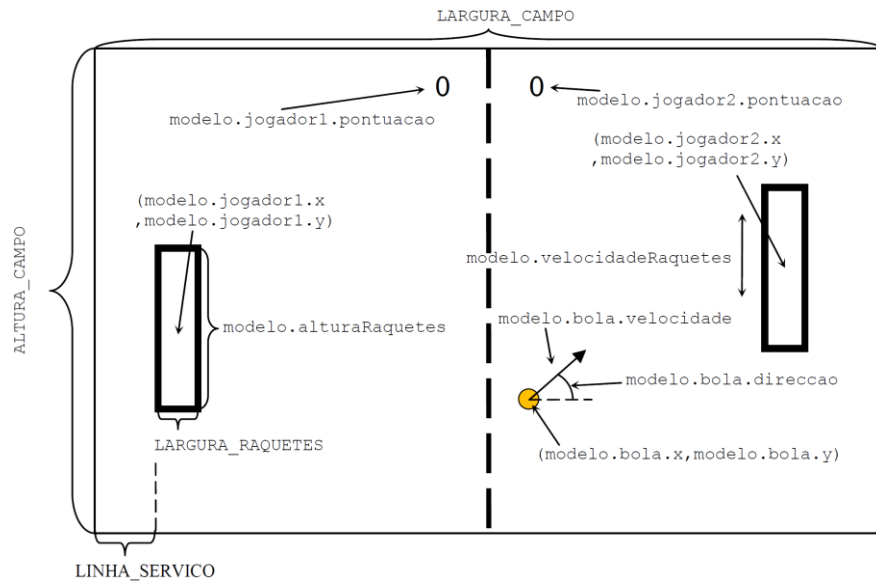 LARGURA_CAMPO
0
0
modelo.jogador1.pontuacao
modelo.jogador2.pontuacao
(modelo.jogador2.x
,modelo.jogador2.y)
(modelo.jogador1.x
,modelo.jogador1.y)
ALTURA_CAMPO
modelo.velocidadeRaquetes
modelo.alturaRaquetes
modelo.bola.velocidade
modelo.bola.direccao
LARGURA_RAQUETES
(modelo.bola.x,modelo.bola.y)
LINHA_SERVICO